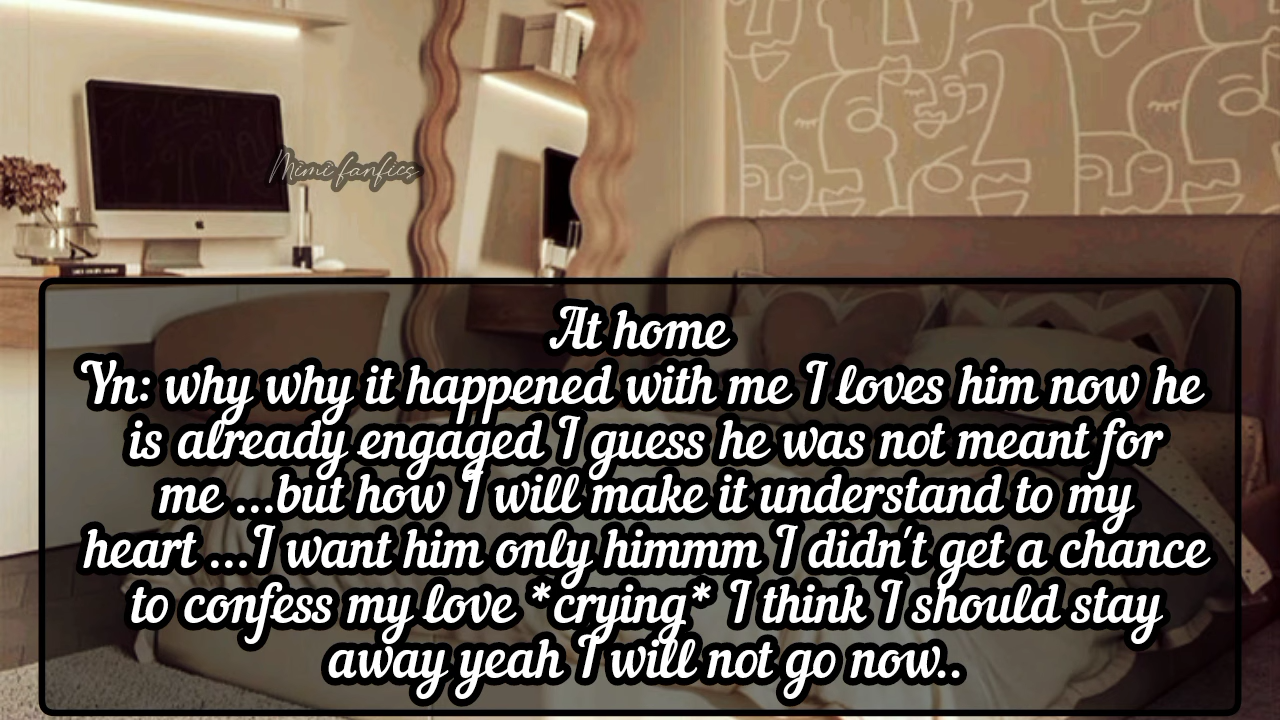 Mimi fanfics
At home
Yn: why why it happened with me I loves him now he
is already engaged I guess he was not meant for
me ...but how I will make it understand to my
heart ...I want him only himmm I didn't get a chance
to confess my love *crying* I think I should stay
away yeah I will not go now..